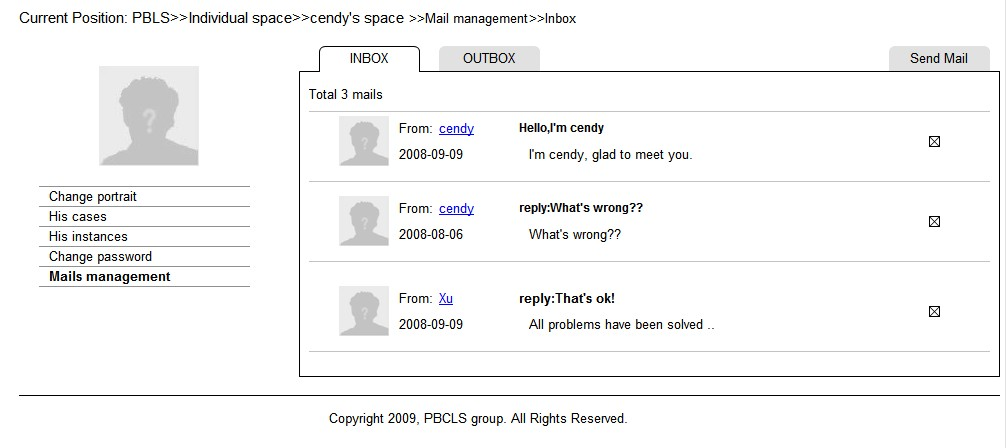 Current Position: PBLS>>Individual space>>cendy's space >>Mail management>>Inbox
INBOX
OUTBOX
Send Mail
Change portrait
His cases
His instances
Change password
Mails management
Total 3 mails
From: cendy
Hello,I'm cendy
2008-09-09
I'm cendy, glad to meet you.
From: cendy
reply:What's wrong??
2008-08-06
What's wrong??
From: Xu
reply:That's ok!
2008-09-09
All problems have been solved ..
Copyright 2009, PBCLS group. All Rights Reserved.